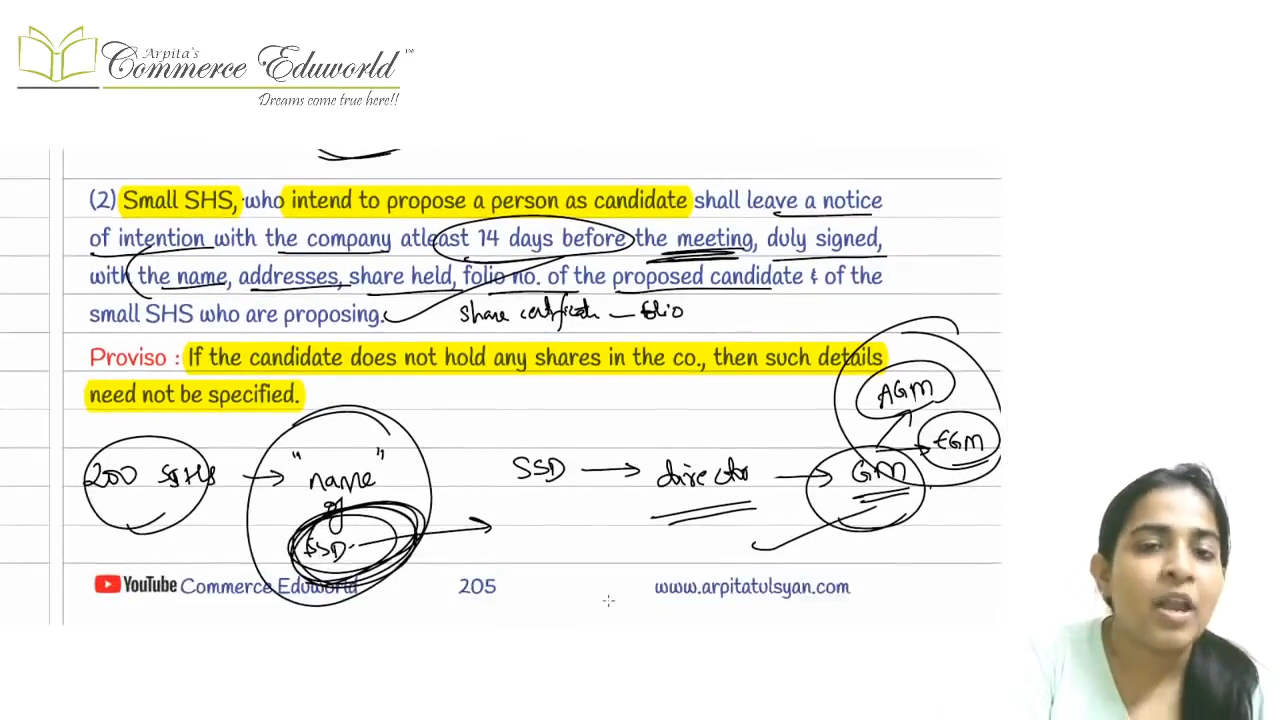 Arpita's
Commerce Eduworld™
Dreams come true here!!
(2) Small SHS, who intend to propose a person as candidate shall leave a notice
of intention with the company atleast 14 days before the meeting, duly signed,
with the name, addresses, share held, folio no. of the proposed candidate & of the
small SHS who are proposing.
share certificate — folio
Proviso : If the candidate does not hold any shares in the co., then such details
need not be specified.
AGM
EGM
200 SSHS → "name" SSD → director → GM
of
SSD
YouTube Commerce Eduworld 205 www.arpitatulsyan.com